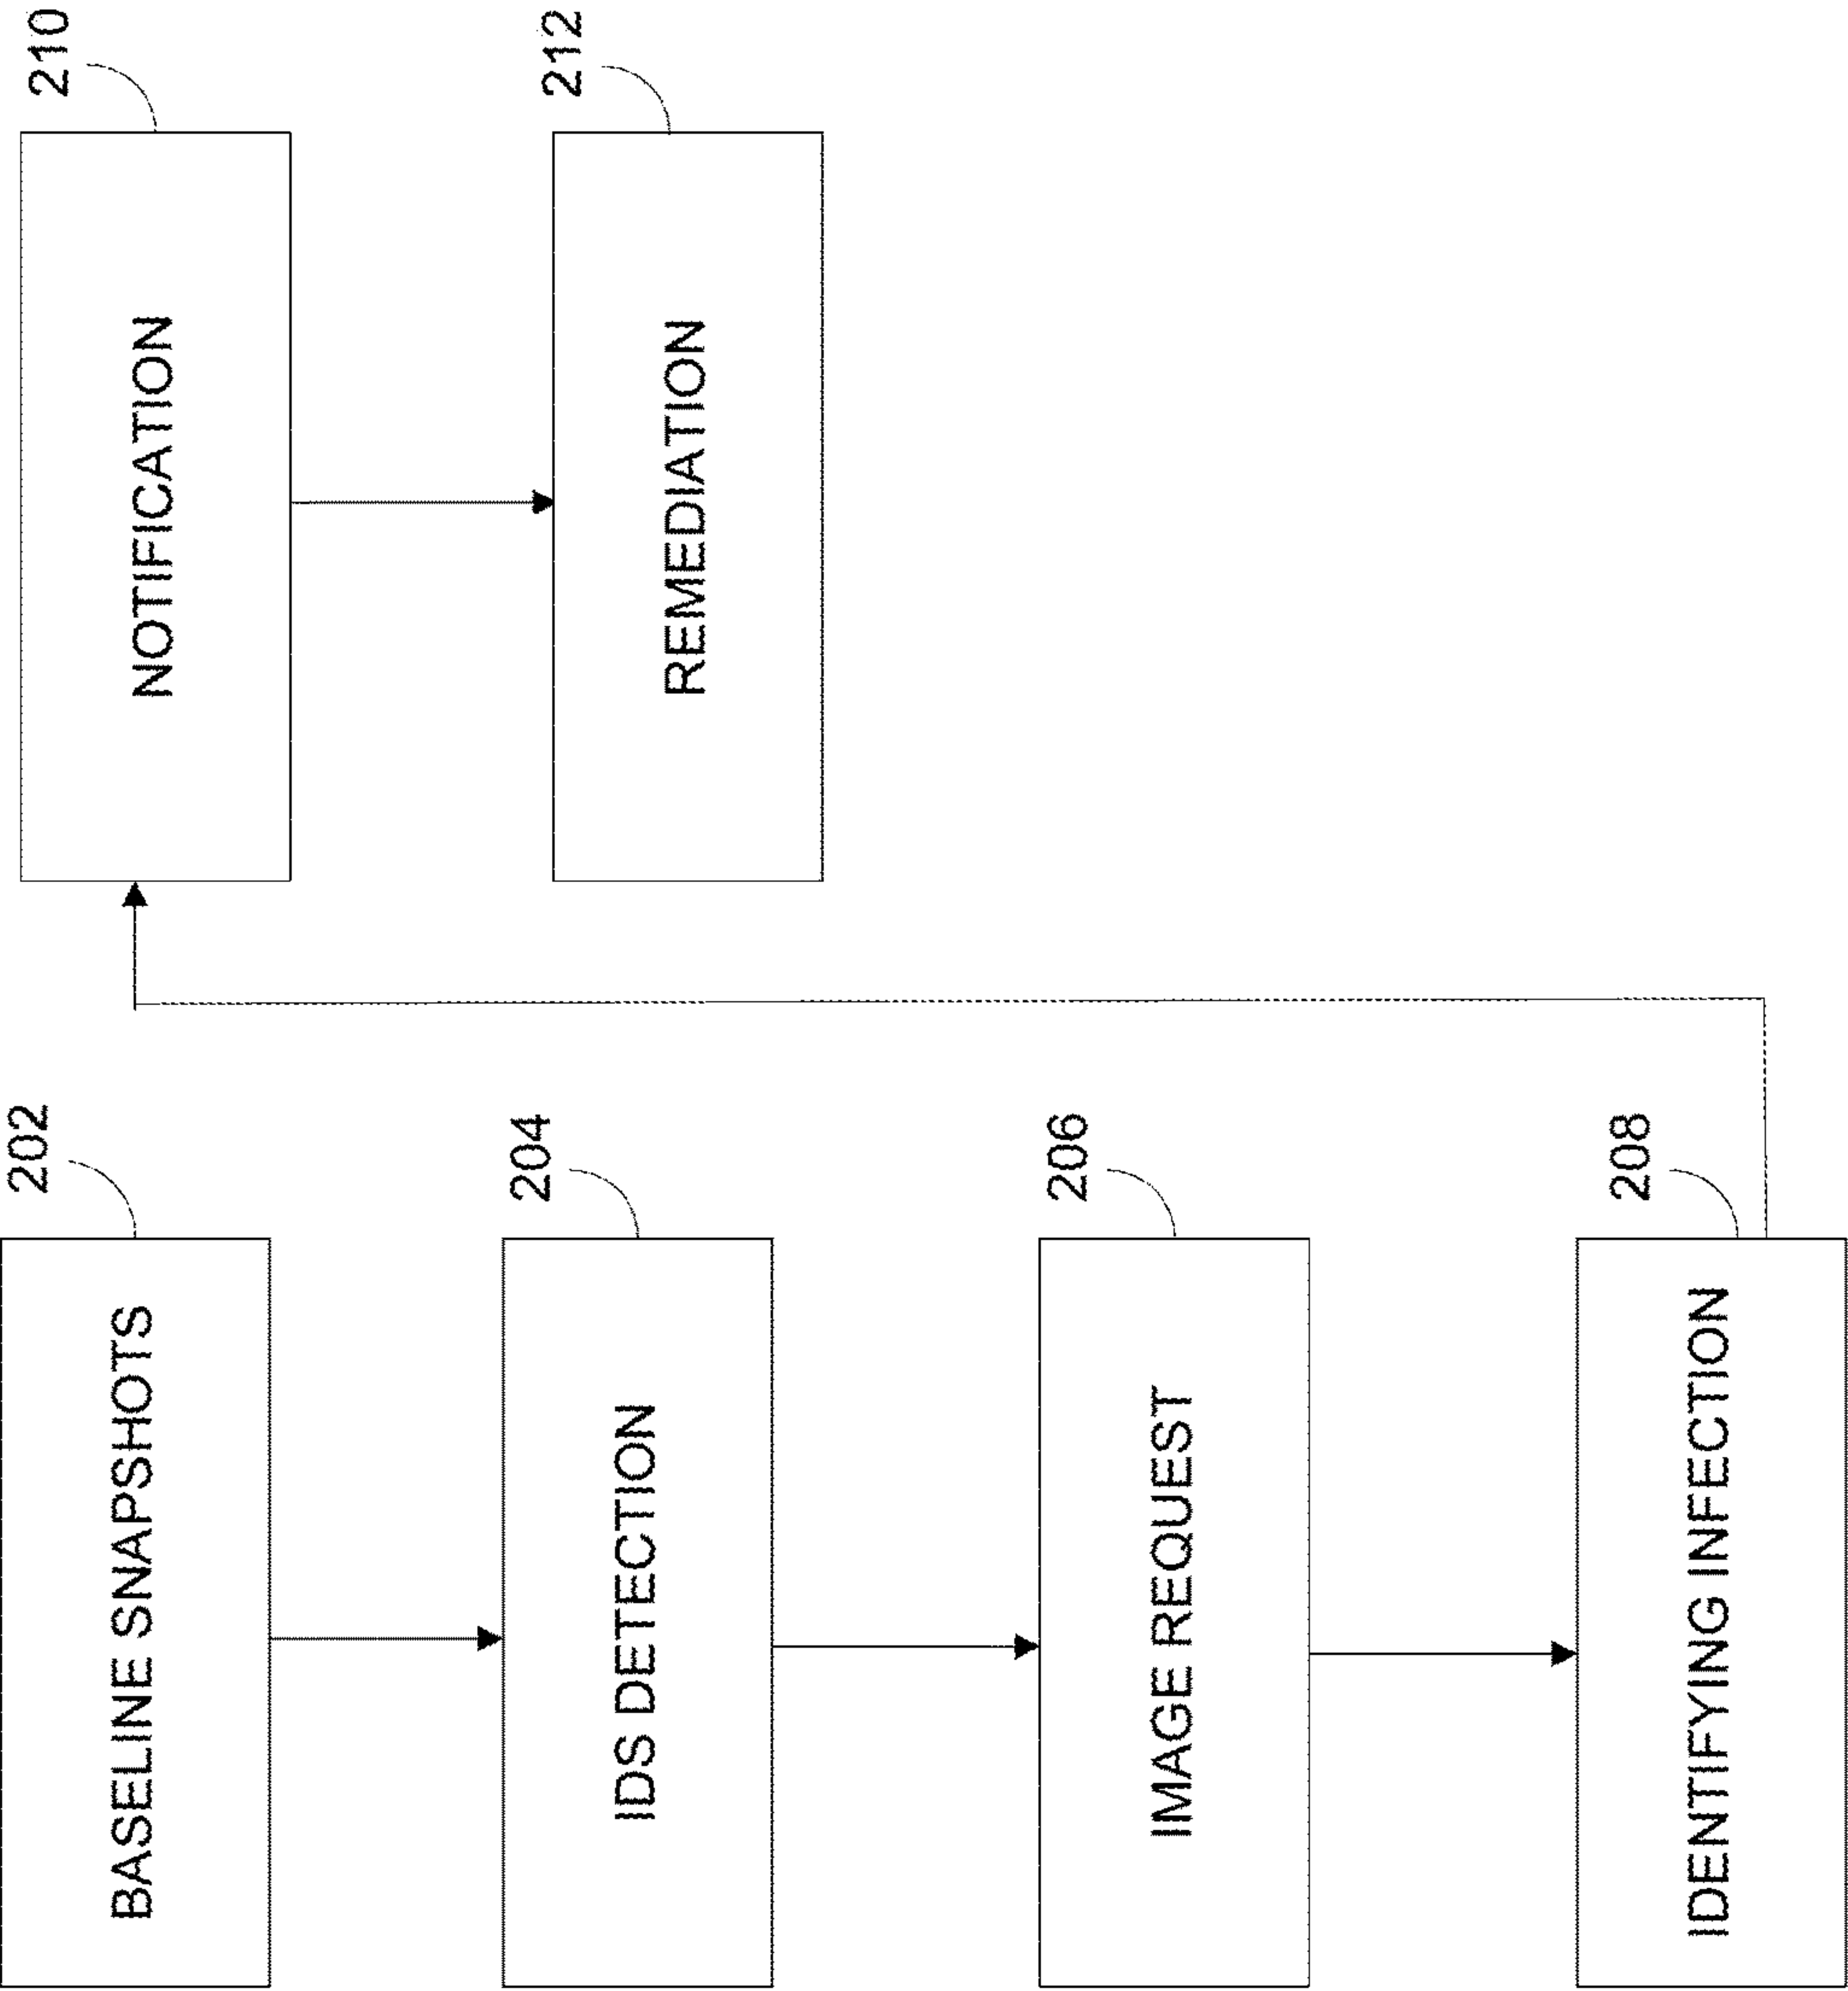 202
BASELINE SNAPSHOTS
204
IDS DETECTION
206
IMAGE REQUEST
208
IDENTIFYING INFECTION
210
NOTIFICATION
212
REMEDIATION